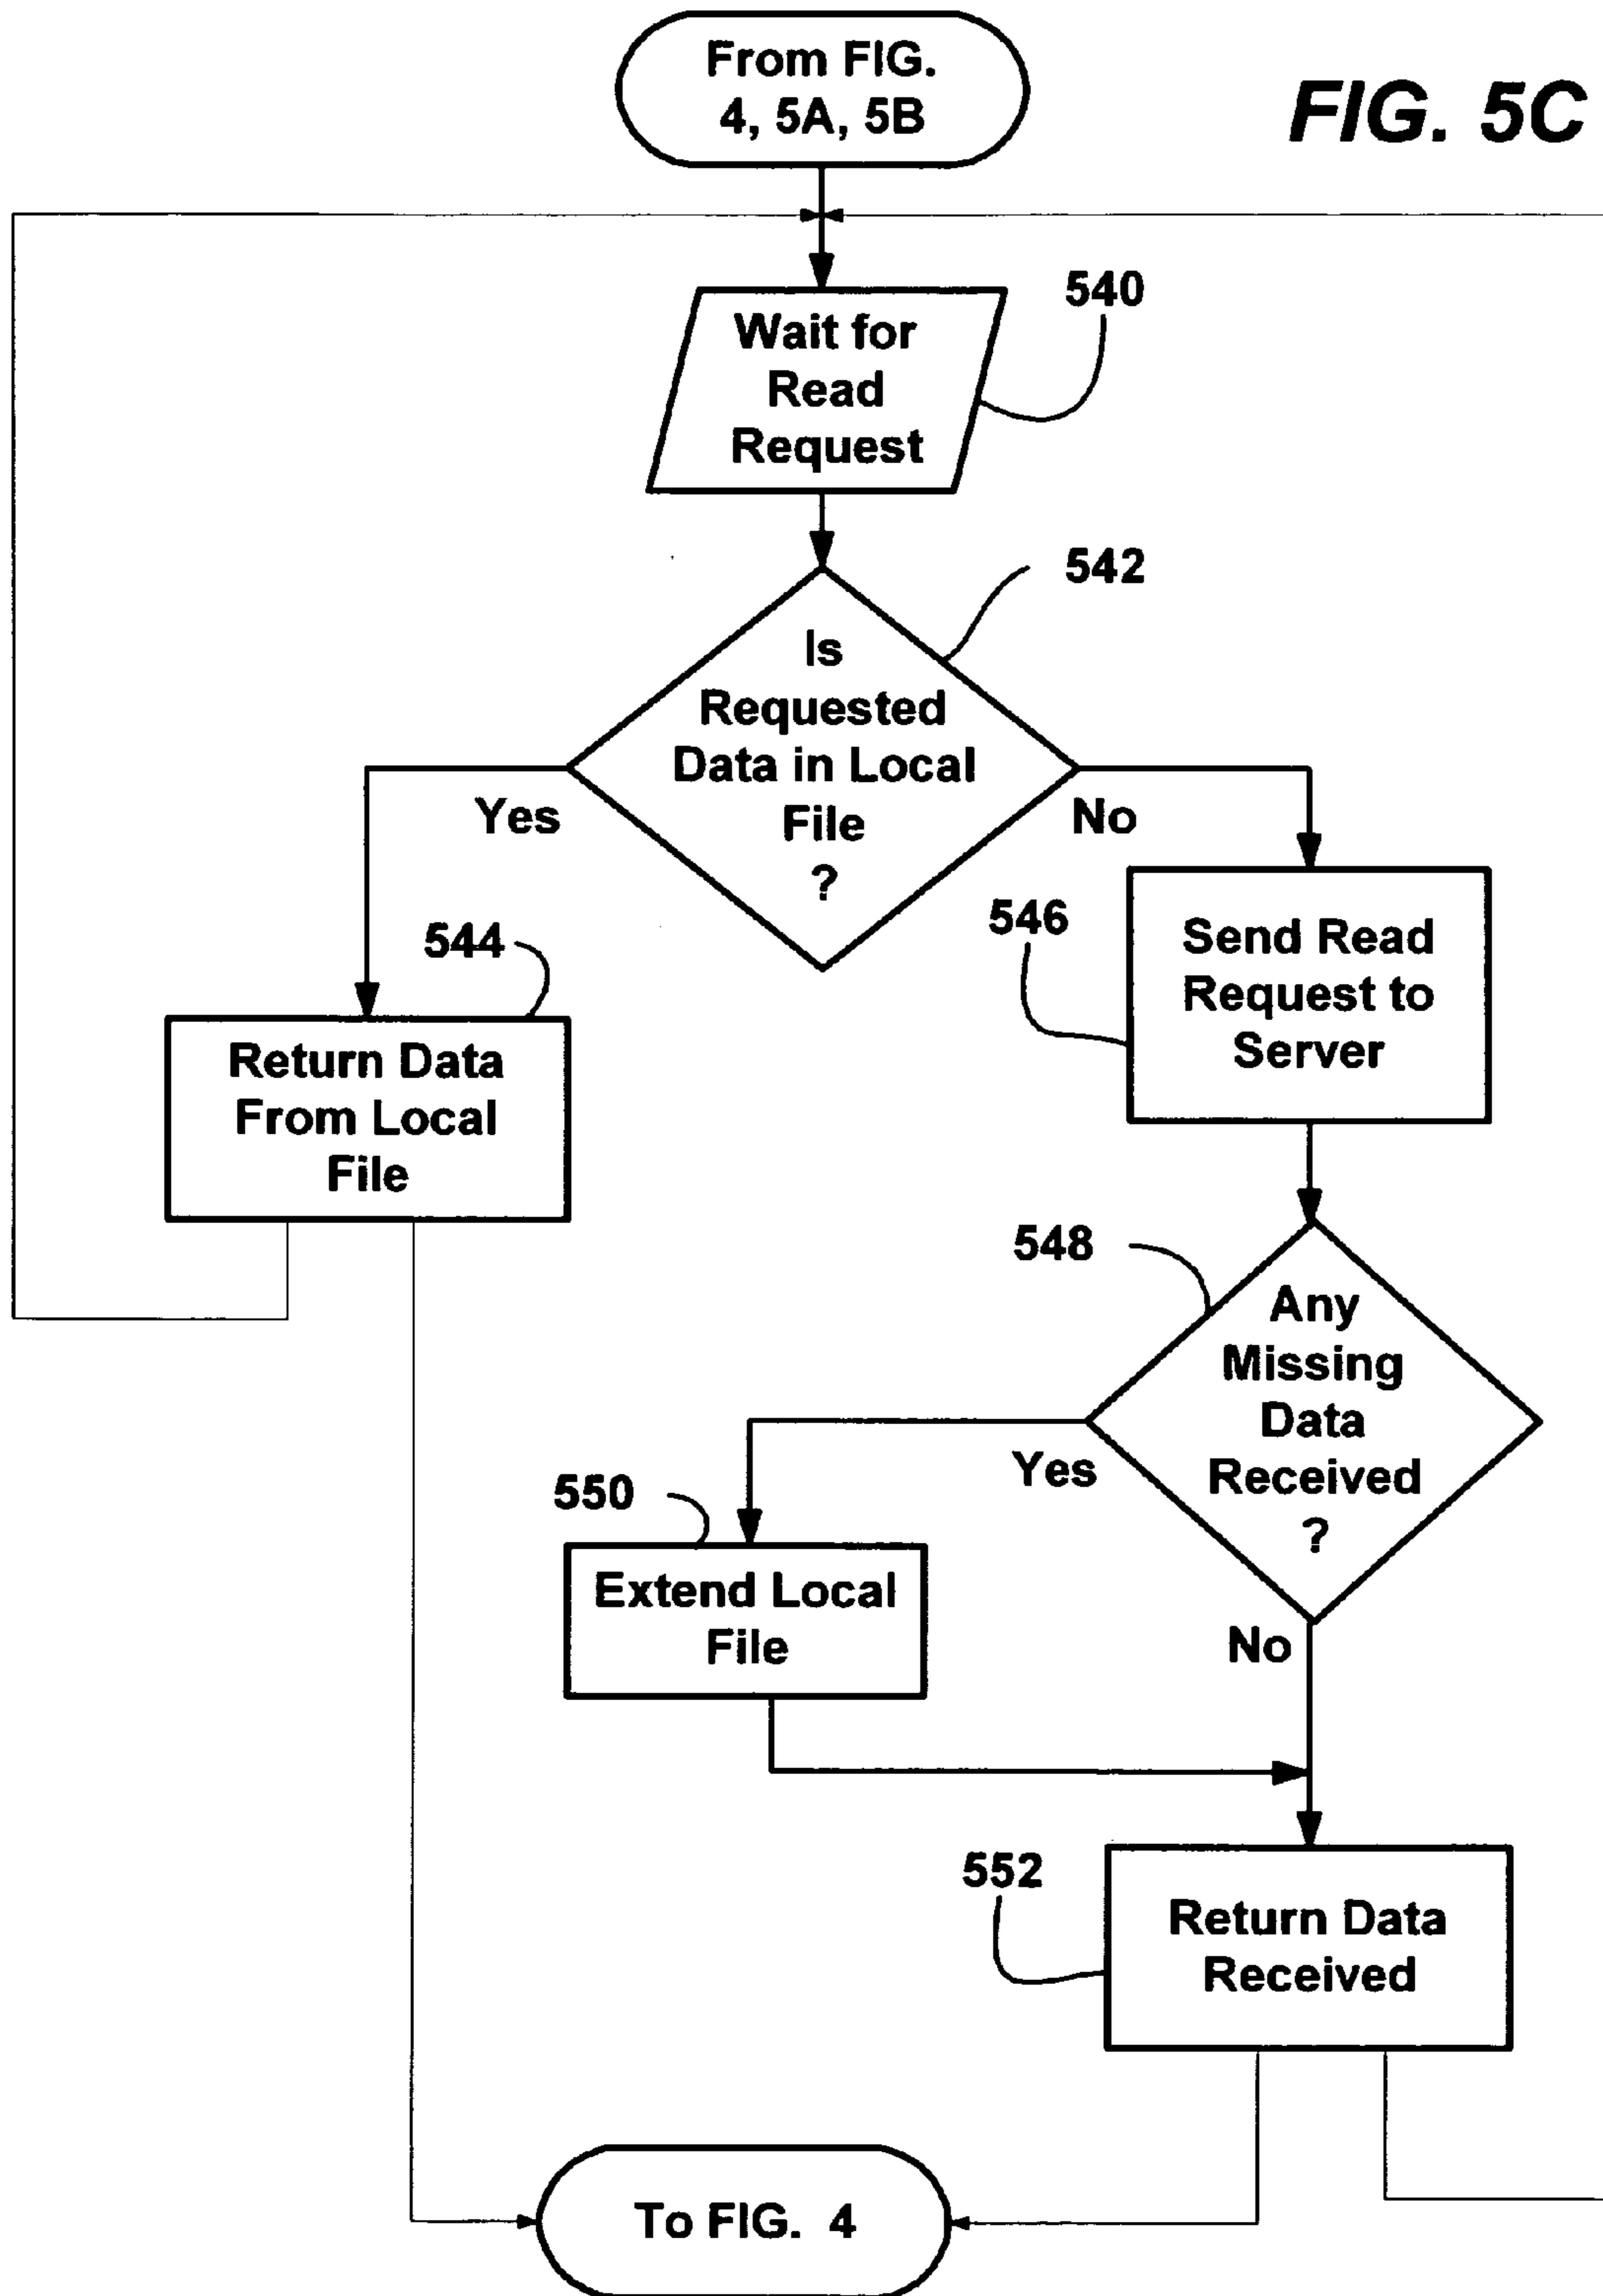 From FIG.
4, 5A, 5B
FIG. 5C
540
Wait for
Read
Request
542
Is
Requested
Data in Local
File
?
Yes
No
544
Return Data
From Local
File
546
Send Read
Request to
Server
548
Any
Missing
Data
Received
?
Yes
No
550
Extend Local
File
552
Return Data
Received
To FIG. 4